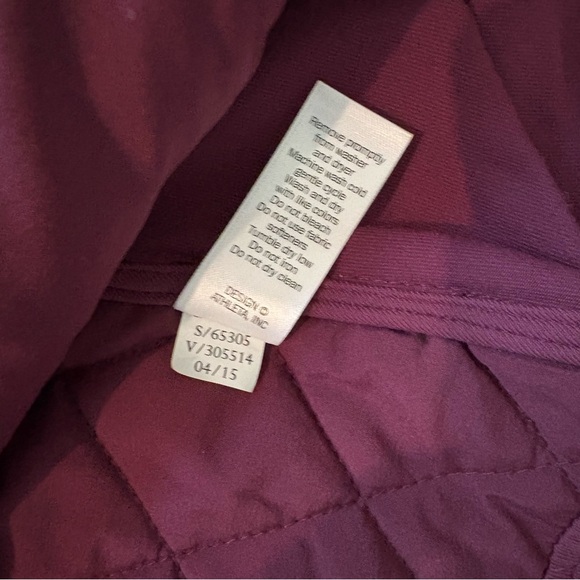 Remove promptly
from washer
and dryer
Machine wash cold
gentle cycle
Wash and dry
with like colors
Do not bleach
Do not use fabric
softeners
Tumble dry low
Do not iron
Do not dry clean
DESIGN ©
ATHLETA, INC
S/65305
V/305514
04/15